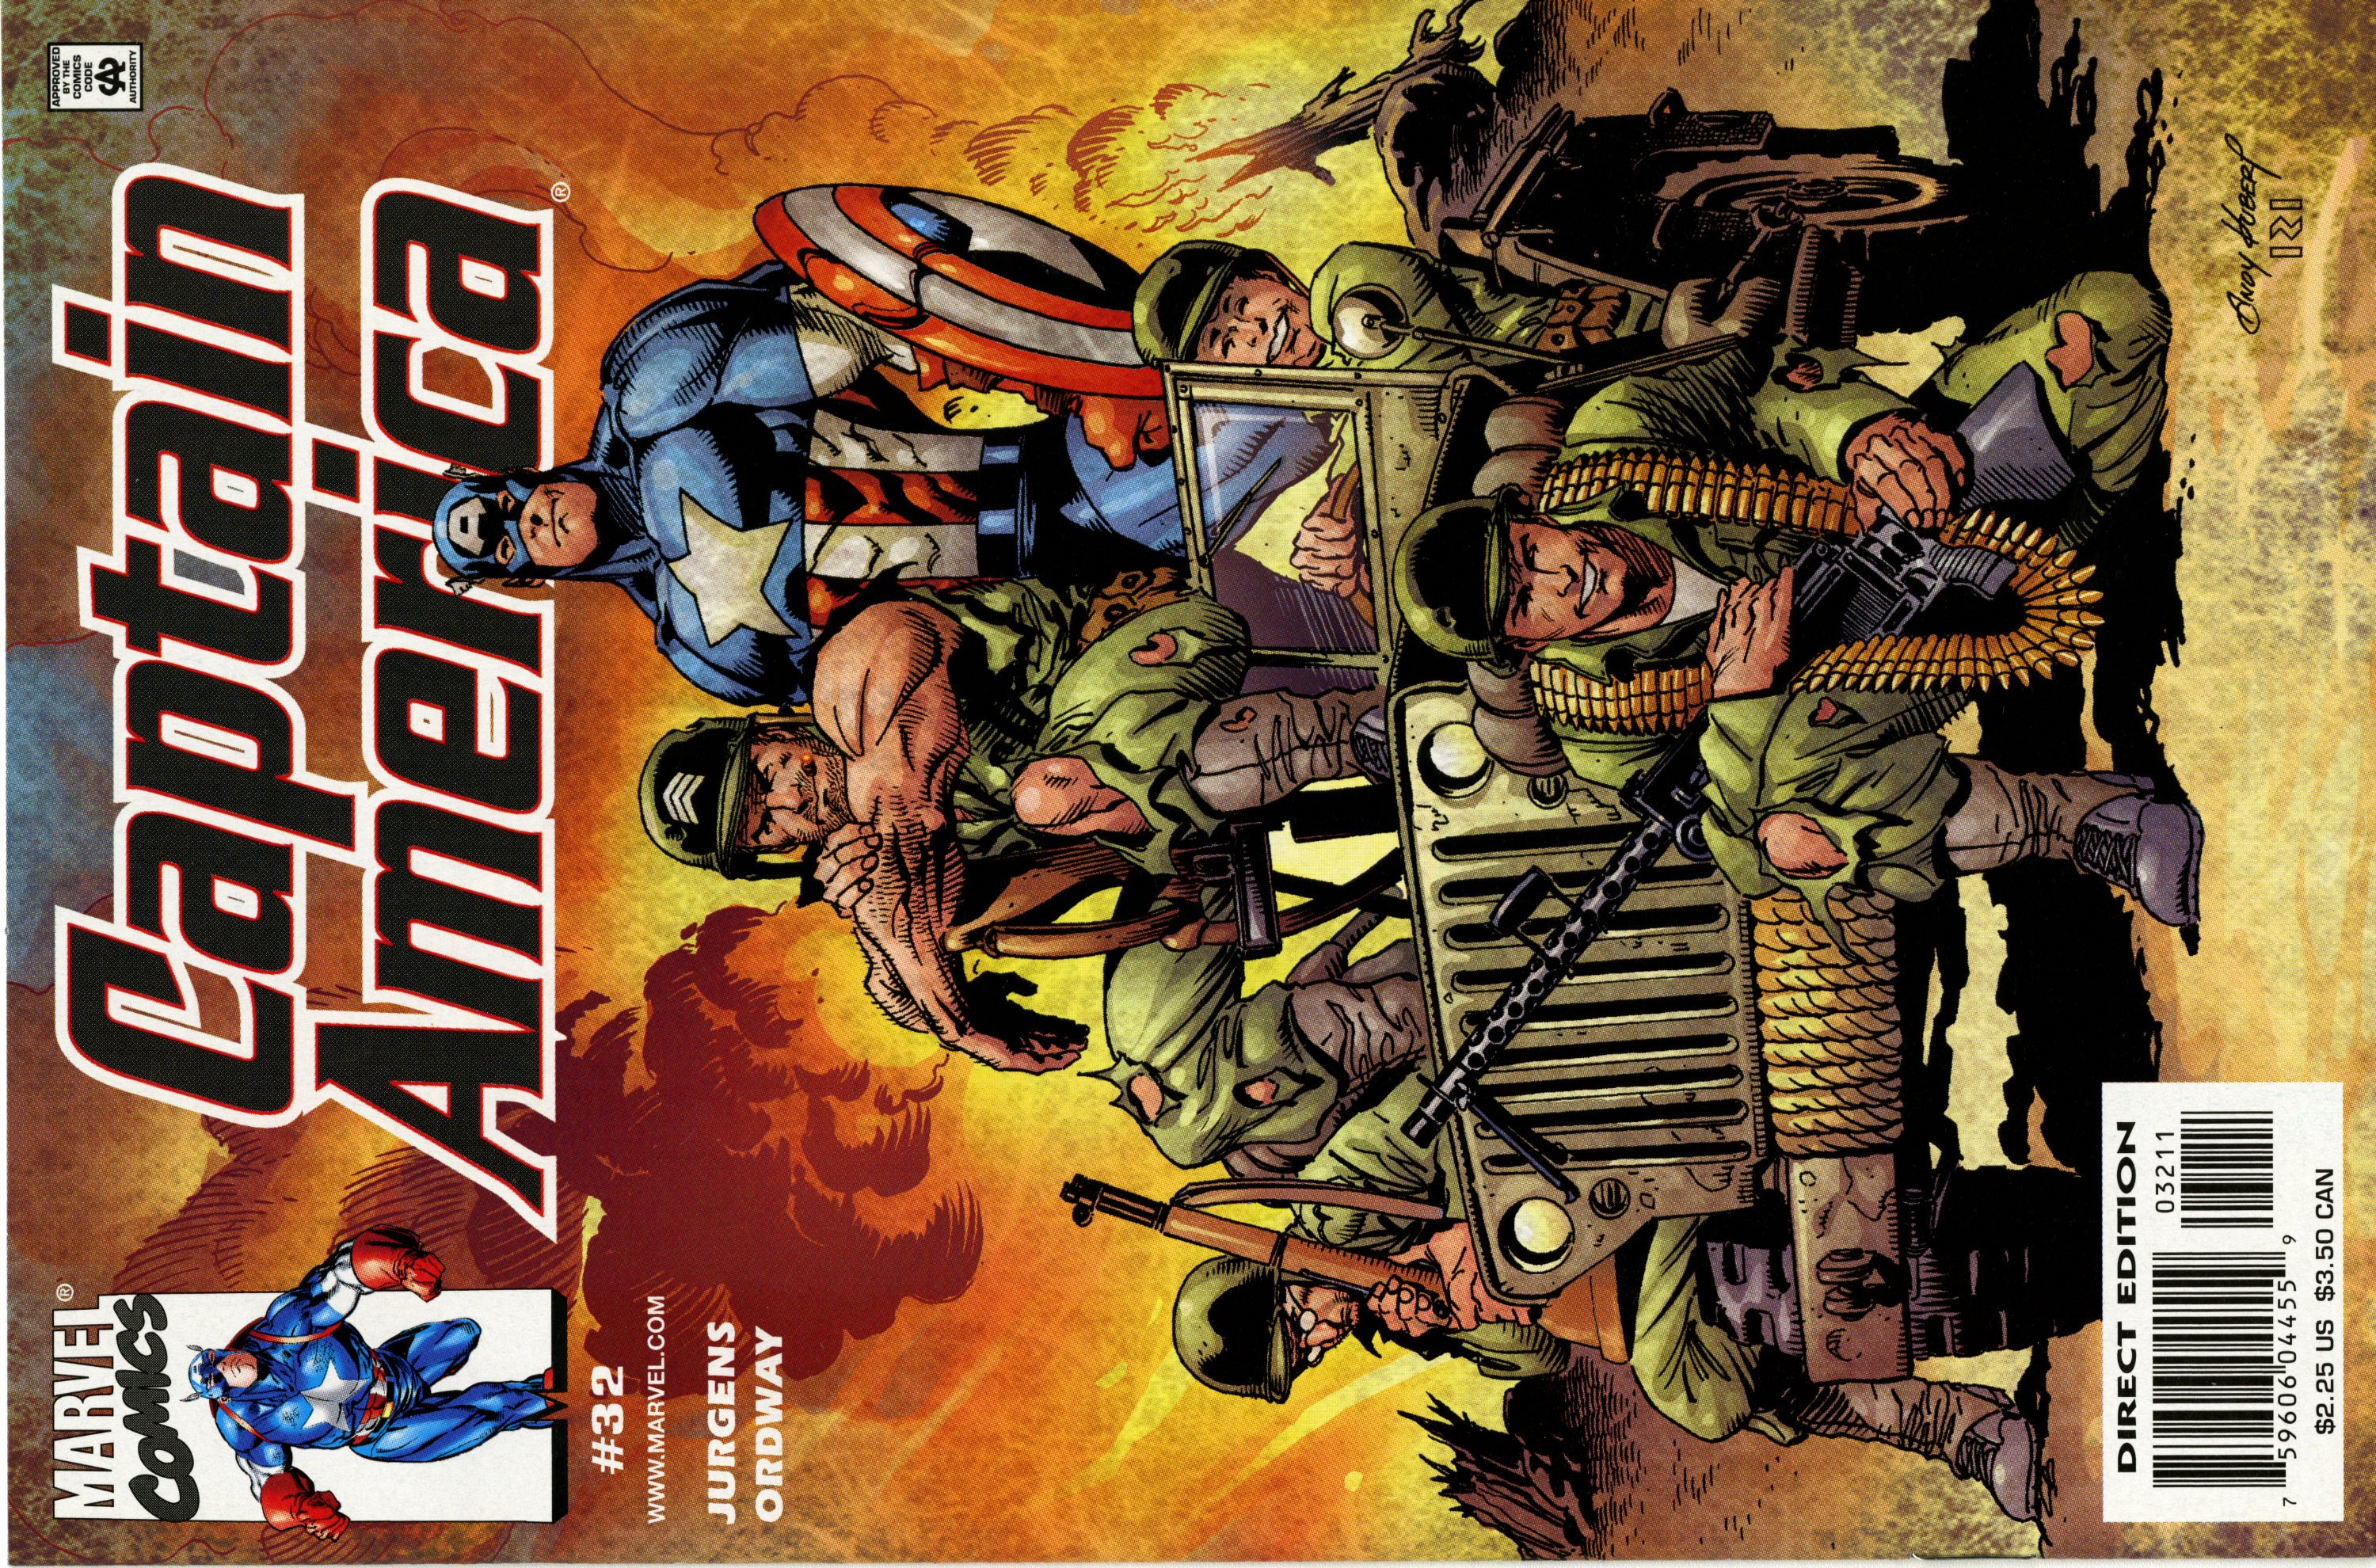 MARVEL®
COMICS
Captain
America®
APPROVED
BY THE
COMICS
CODE
CA
AUTHORITY
#32
WWW.MARVEL.COM
JURGENS
ORDWAY
DIRECT EDITION
03211
7 59606 04455 9
$2.25 US $3.50 CAN
ANDY KUBERT